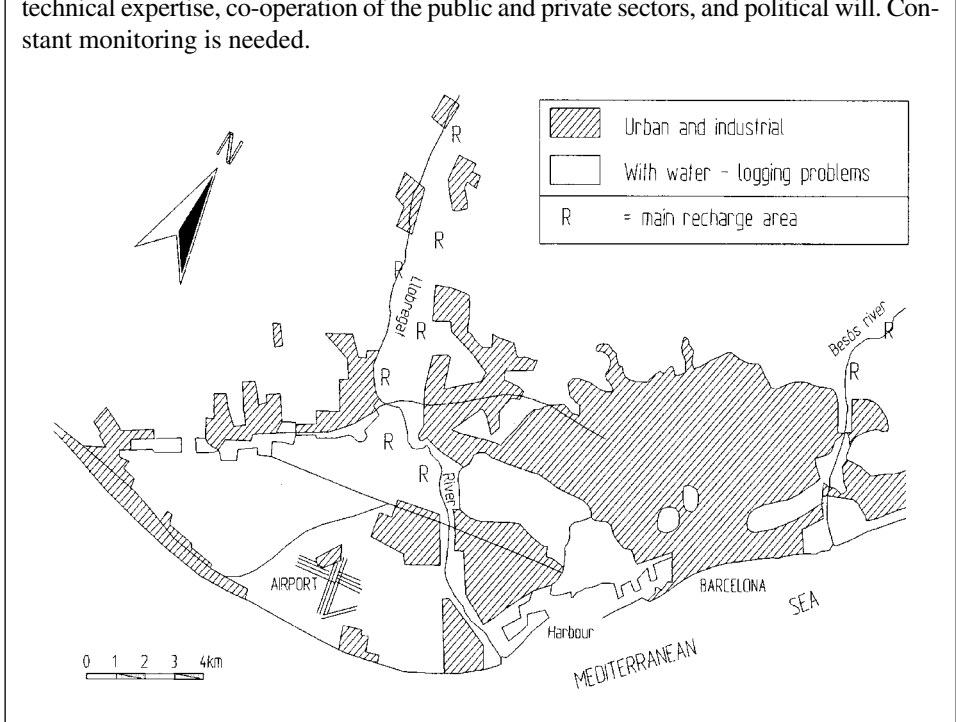 technical expertise, co-operation of the public and private sectors, and political will. Con-
stant monitoring is needed.
N
Urban and industrial
With water - logging problems
R = main recharge area
R
R
R
Llobregat
R
R
Besòs river
R
R
R
R
River
AIRPORT
BARCELONA
Harbour
MEDITERRANEAN SEA
0 1 2 3 4km